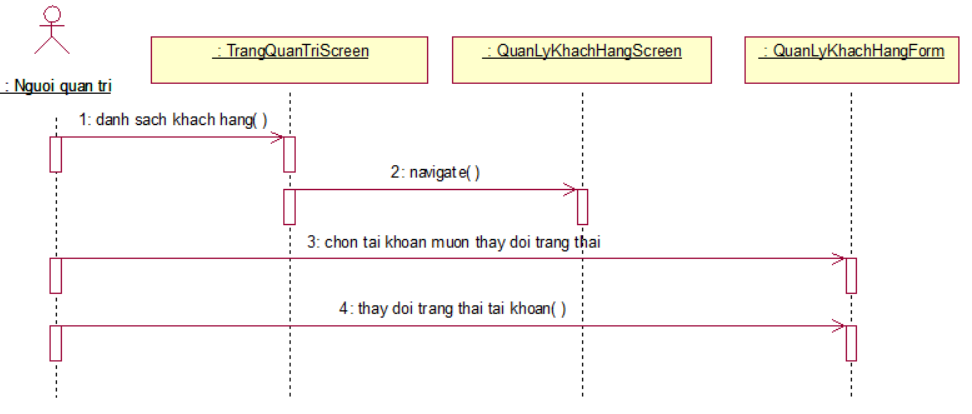 : TrangQuanTriScreen
: QuanLyKhachHangScreen
: QuanLyKhachHangForm
: Nguoi quan tri
1: danh sach khach hang( )
2: navigate( )
3: chon tai khoan muon thay doi trang thai
4: thay doi trang thai tai khoan( )